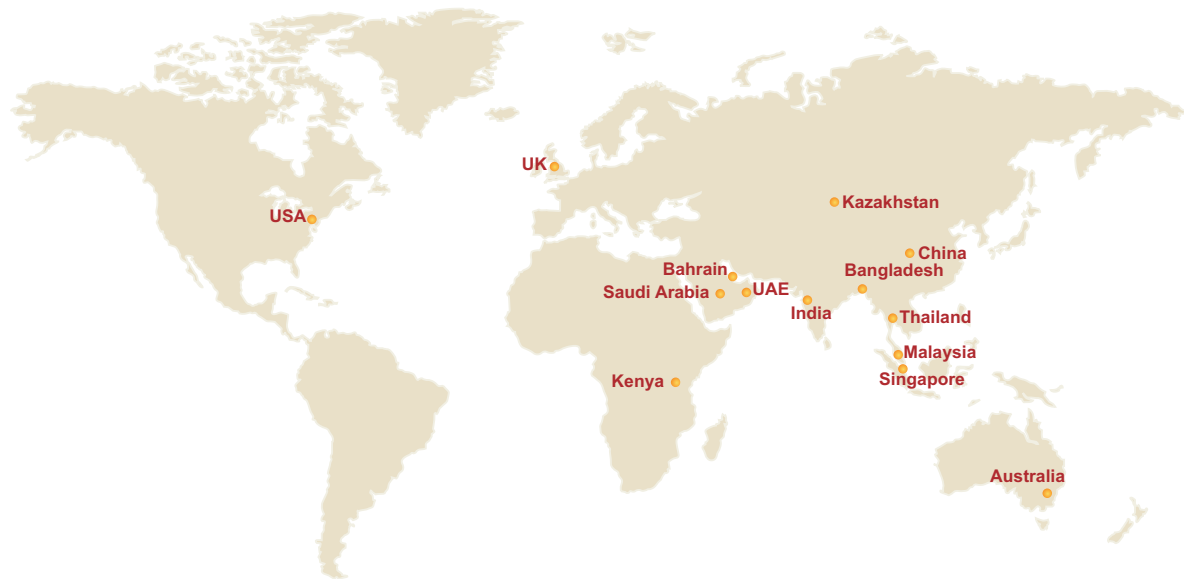 UK
Kazakhstan
USA
China
Bahrain
Bangladesh
Saudi Arabia
UAE
India
Thailand
Malaysia
Singapore
Kenya
Australia